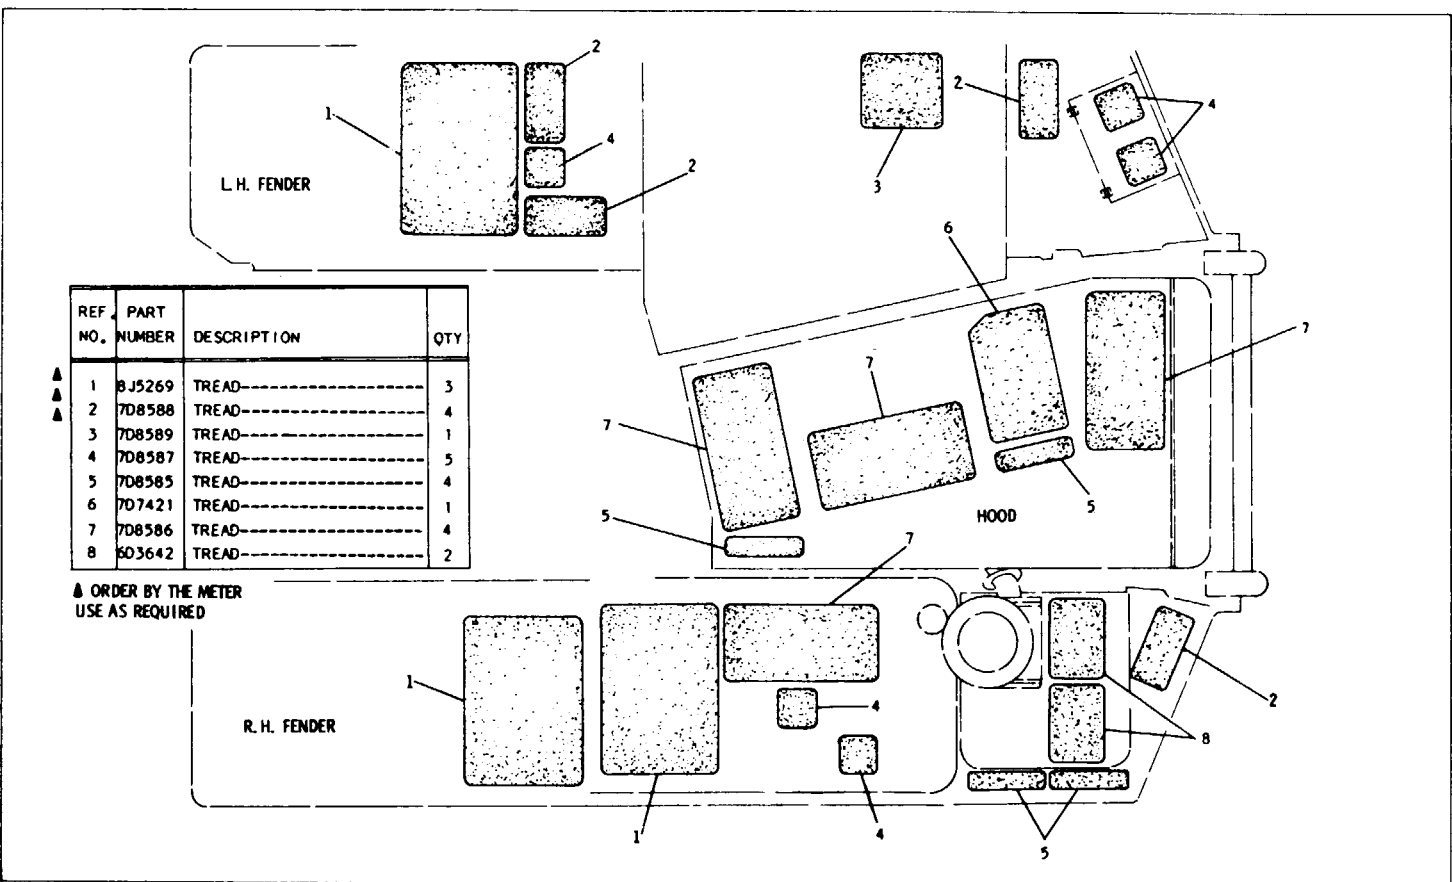 2
1
4
L.H. FENDER
2
3
2
4
6
7
7
7
5
5
HOOD
REF. PART
NO. NUMBER DESCRIPTION QTY
▲ 1 8J5269 TREAD------------------------ 3
▲ 2 7D8588 TREAD------------------------ 4
▲ 3 7D8589 TREAD------------------------ 1
4 7D8587 TREAD------------------------ 5
5 7D8585 TREAD------------------------ 4
6 7D7421 TREAD------------------------ 1
7 7D8586 TREAD------------------------ 4
8 6D3642 TREAD------------------------ 2
▲ ORDER BY THE METER
USE AS REQUIRED
7
1
R.H. FENDER
4
4
1
2
8
5